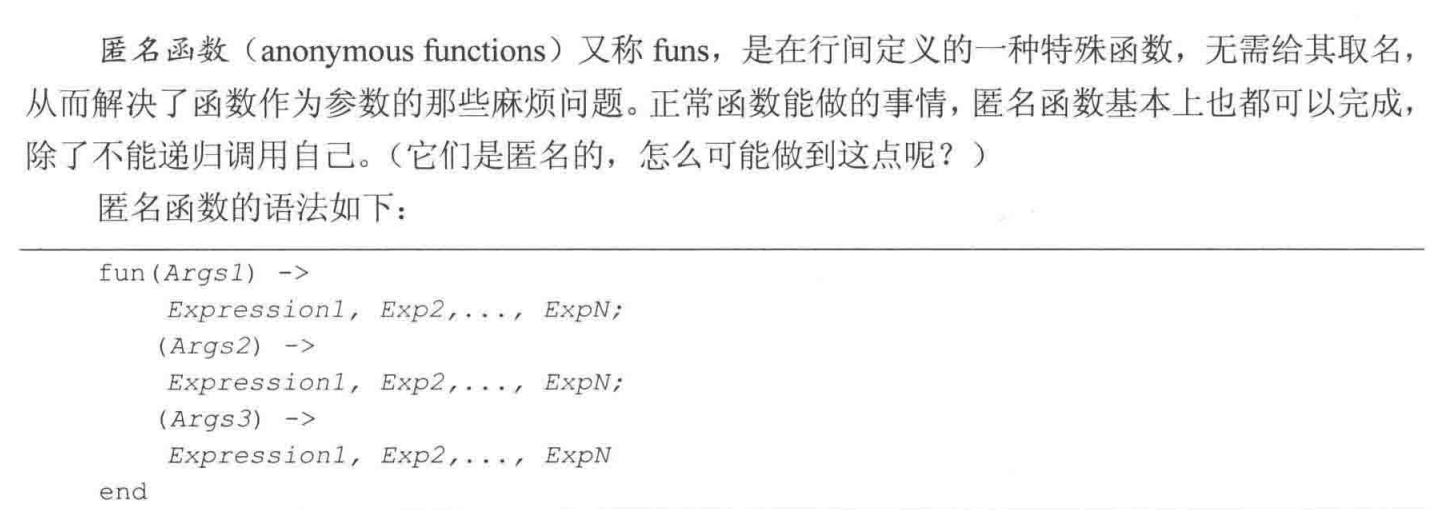 匿名函数（anonymous functions）又称 funs，是在行间定义的一种特殊函数，无需给其取名，
从而解决了函数作为参数的那些麻烦问题。正常函数能做的事情，匿名函数基本上也都可以完成，
除了不能递归调用自己。（它们是匿名的，怎么可能做到这点呢？）
匿名函数的语法如下：
fun(Args1) ->
Expression1, Exp2,..., ExpN;
(Args2) ->
Expression1, Exp2,..., ExpN;
(Args3) ->
Expression1, Exp2,..., ExpN
end